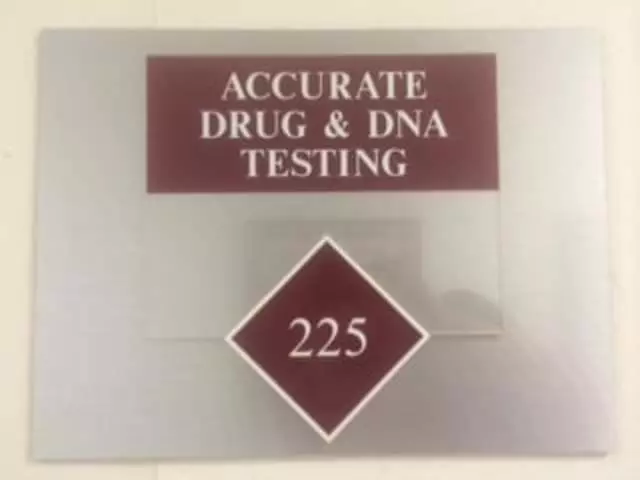 ACCURATE
DRUG & DNA
TESTING
225